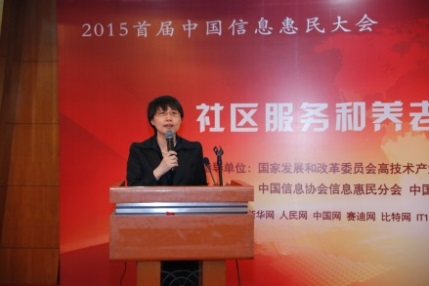 2015首届中国信息惠民大会
社区服务和养老
单位：国家发展和改革委员会高技术产业
中国信息协会信息惠民分会 中国
华网 人民网 中国网 赛迪网 比特网 IT1